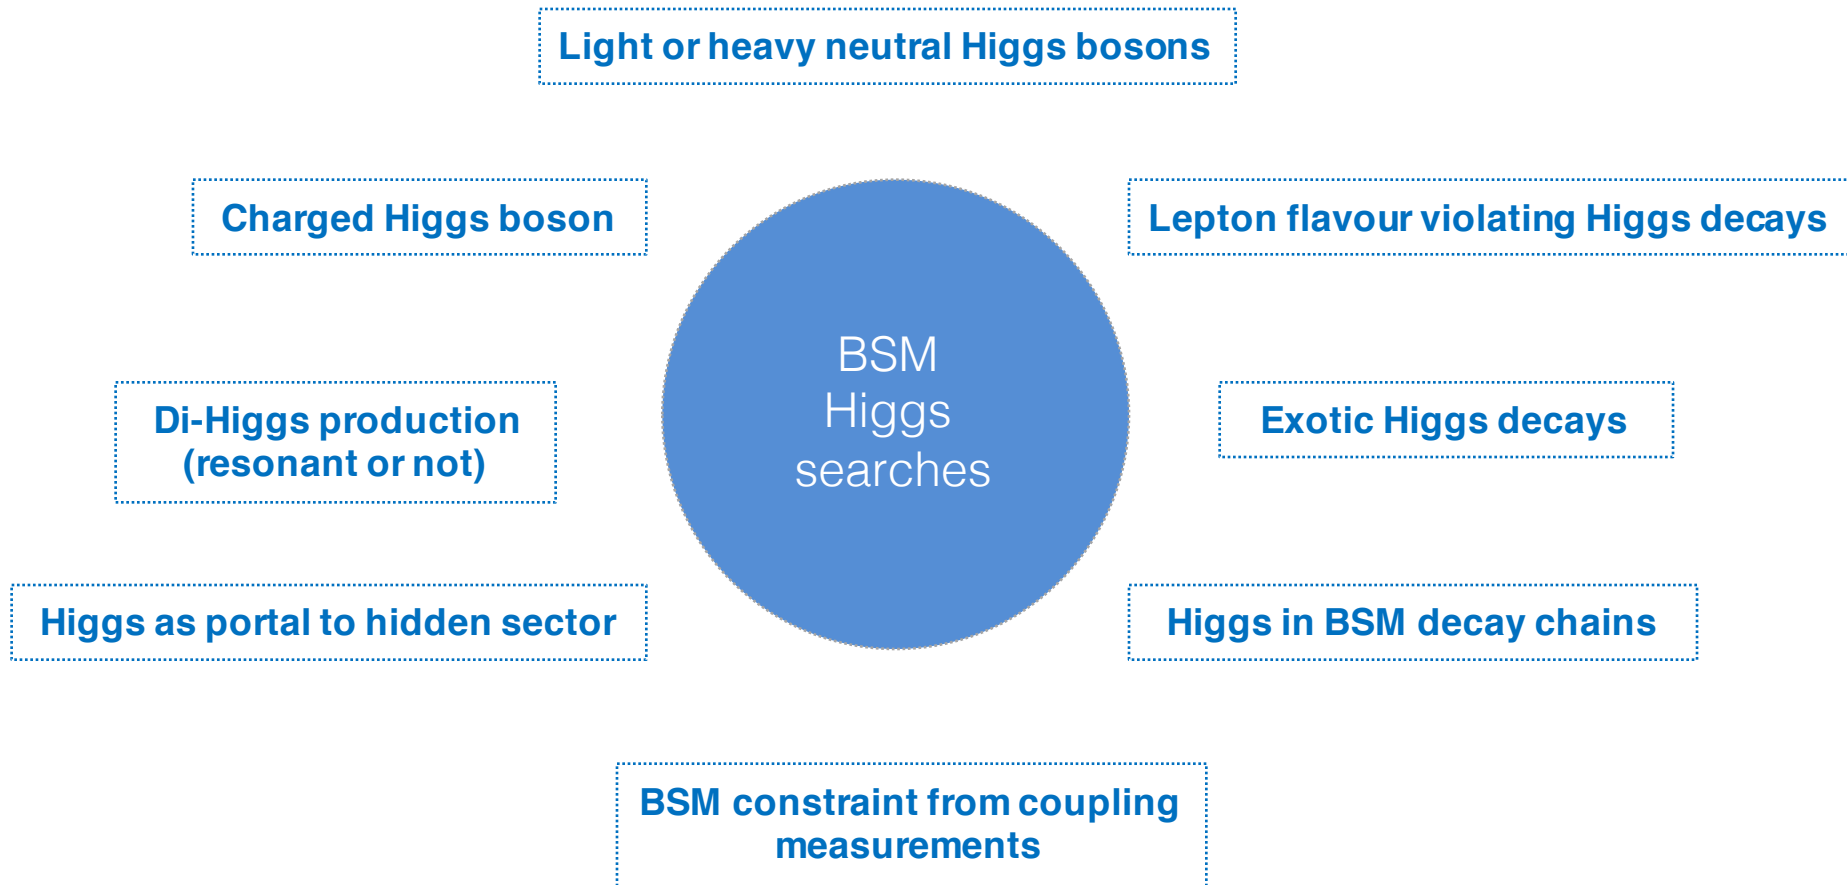 Light or heavy neutral Higgs bosons
Charged Higgs boson
Lepton flavour violating Higgs decays
BSM
Higgs
searches
Di-Higgs production
(resonant or not)
Exotic Higgs decays
Higgs as portal to hidden sector
Higgs in BSM decay chains
BSM constraint from coupling
measurements